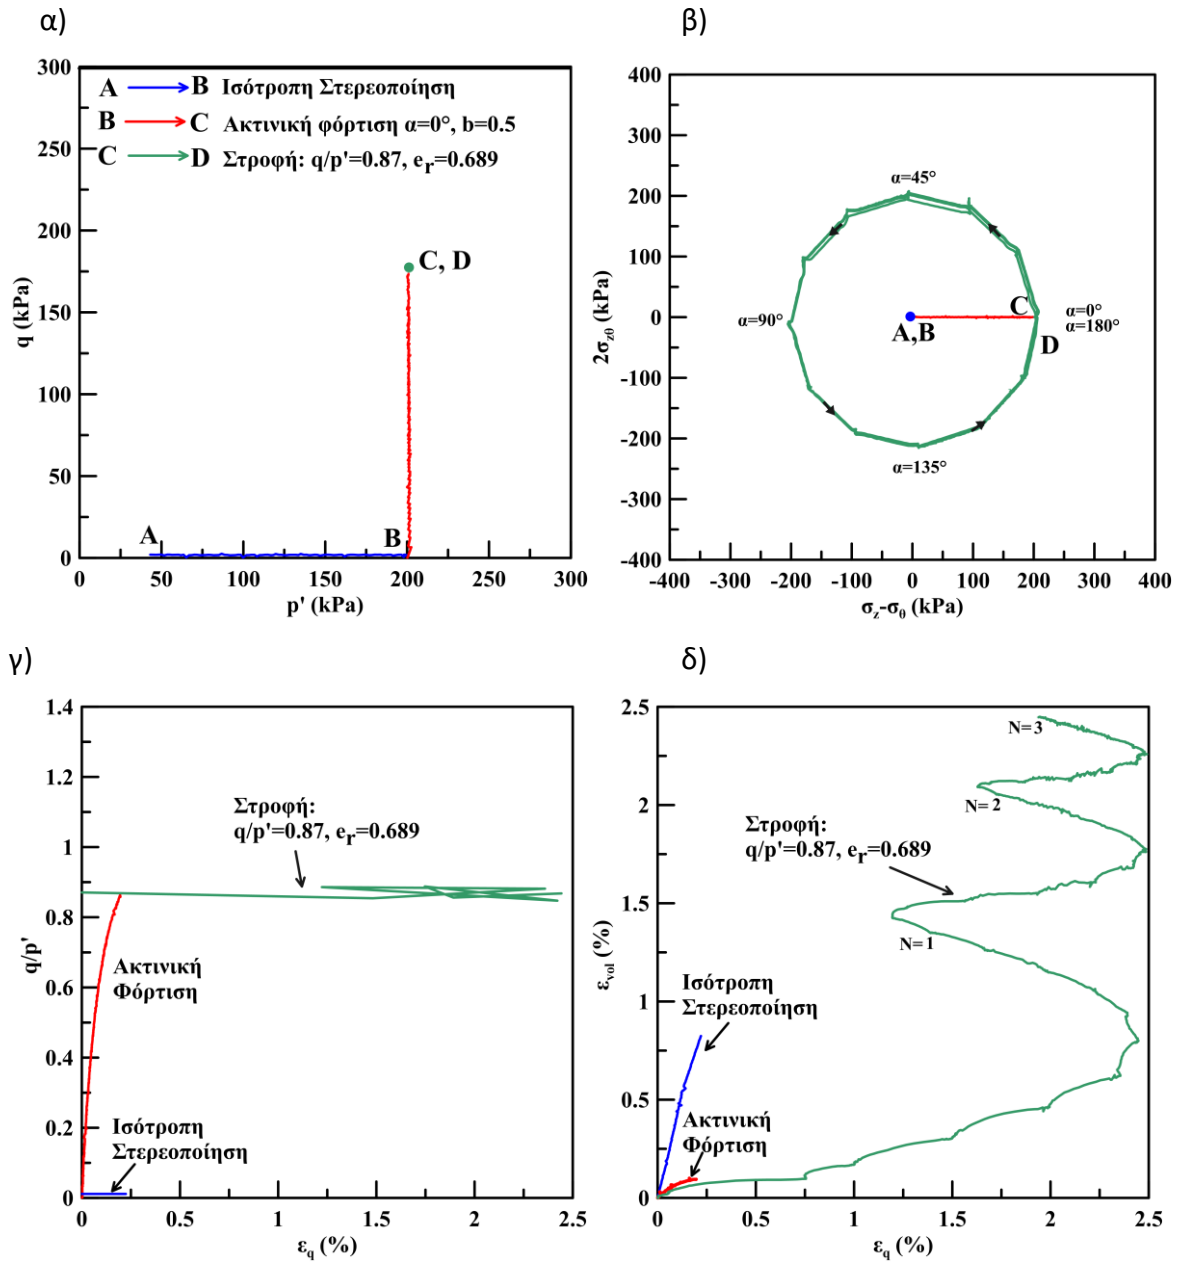 α)
300
250
200
150
100
50
0
q (kPa)
A B Ισότροπη Στερεοποίηση
B C Ακτινική φόρτιση α=0°, b=0.5
C D Στροφή: q/p'=0.87, er=0.689
C, D
A
B
0 50 100 150 200 250 300
p' (kPa)
β)
400
300
200
100
0
-100
-200
-300
-400
2σzθ (kPa)
α=45°
α=90°
C
α=0°
α=180°
A,B
D
α=135°
-400 -300 -200 -100 0 100 200 300 400
σz-σθ (kPa)
γ)
1.4
1.2
1
0.8
0.6
0.4
0.2
0
q/p'
Στροφή:
q/p'=0.87, er=0.689
Ακτινική
Φόρτιση
Ισότροπη
Στερεοποίηση
0 0.5 1 1.5 2 2.5
εq (%)
δ)
2.5
2
1.5
1
0.5
0
εvol (%)
N=3
N=2
Στροφή:
q/p'=0.87, er=0.689
N=1
Ισότροπη
Στερεοποίηση
Ακτινική
Φόρτιση
0 0.5 1 1.5 2 2.5
εq (%)